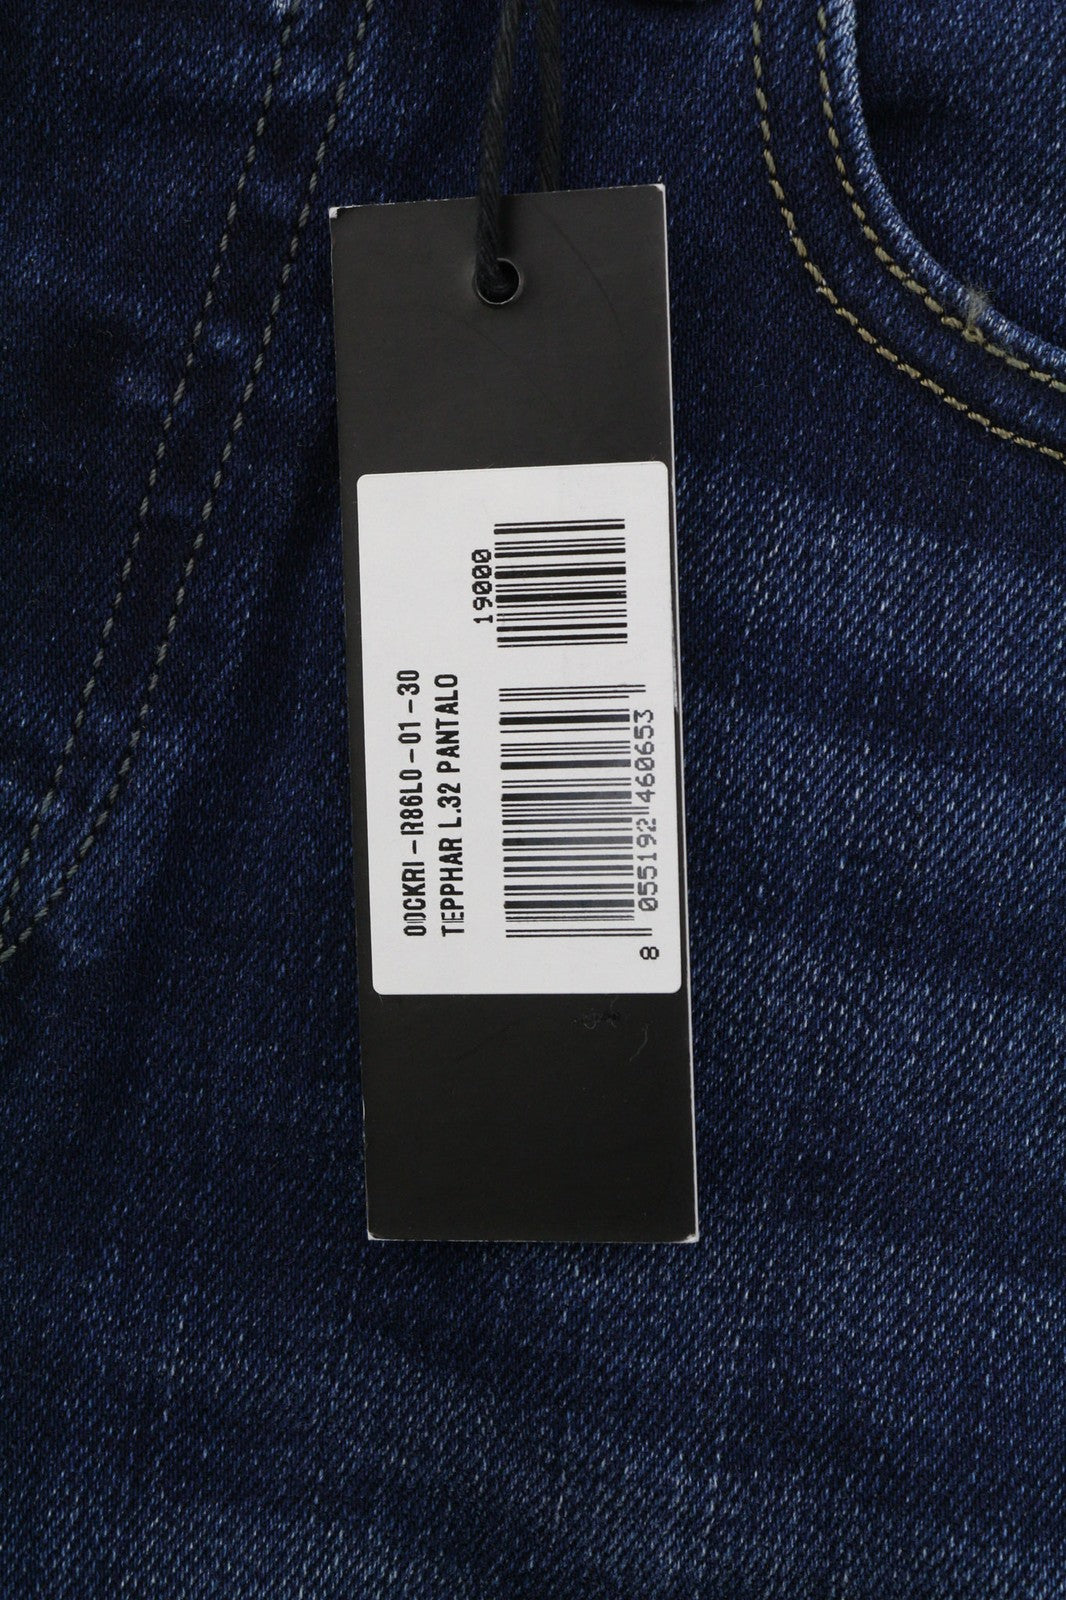 00CKRI-R86L0-01-30
TEPPHAR L.32 PANTALO
19000
8 055192 460653